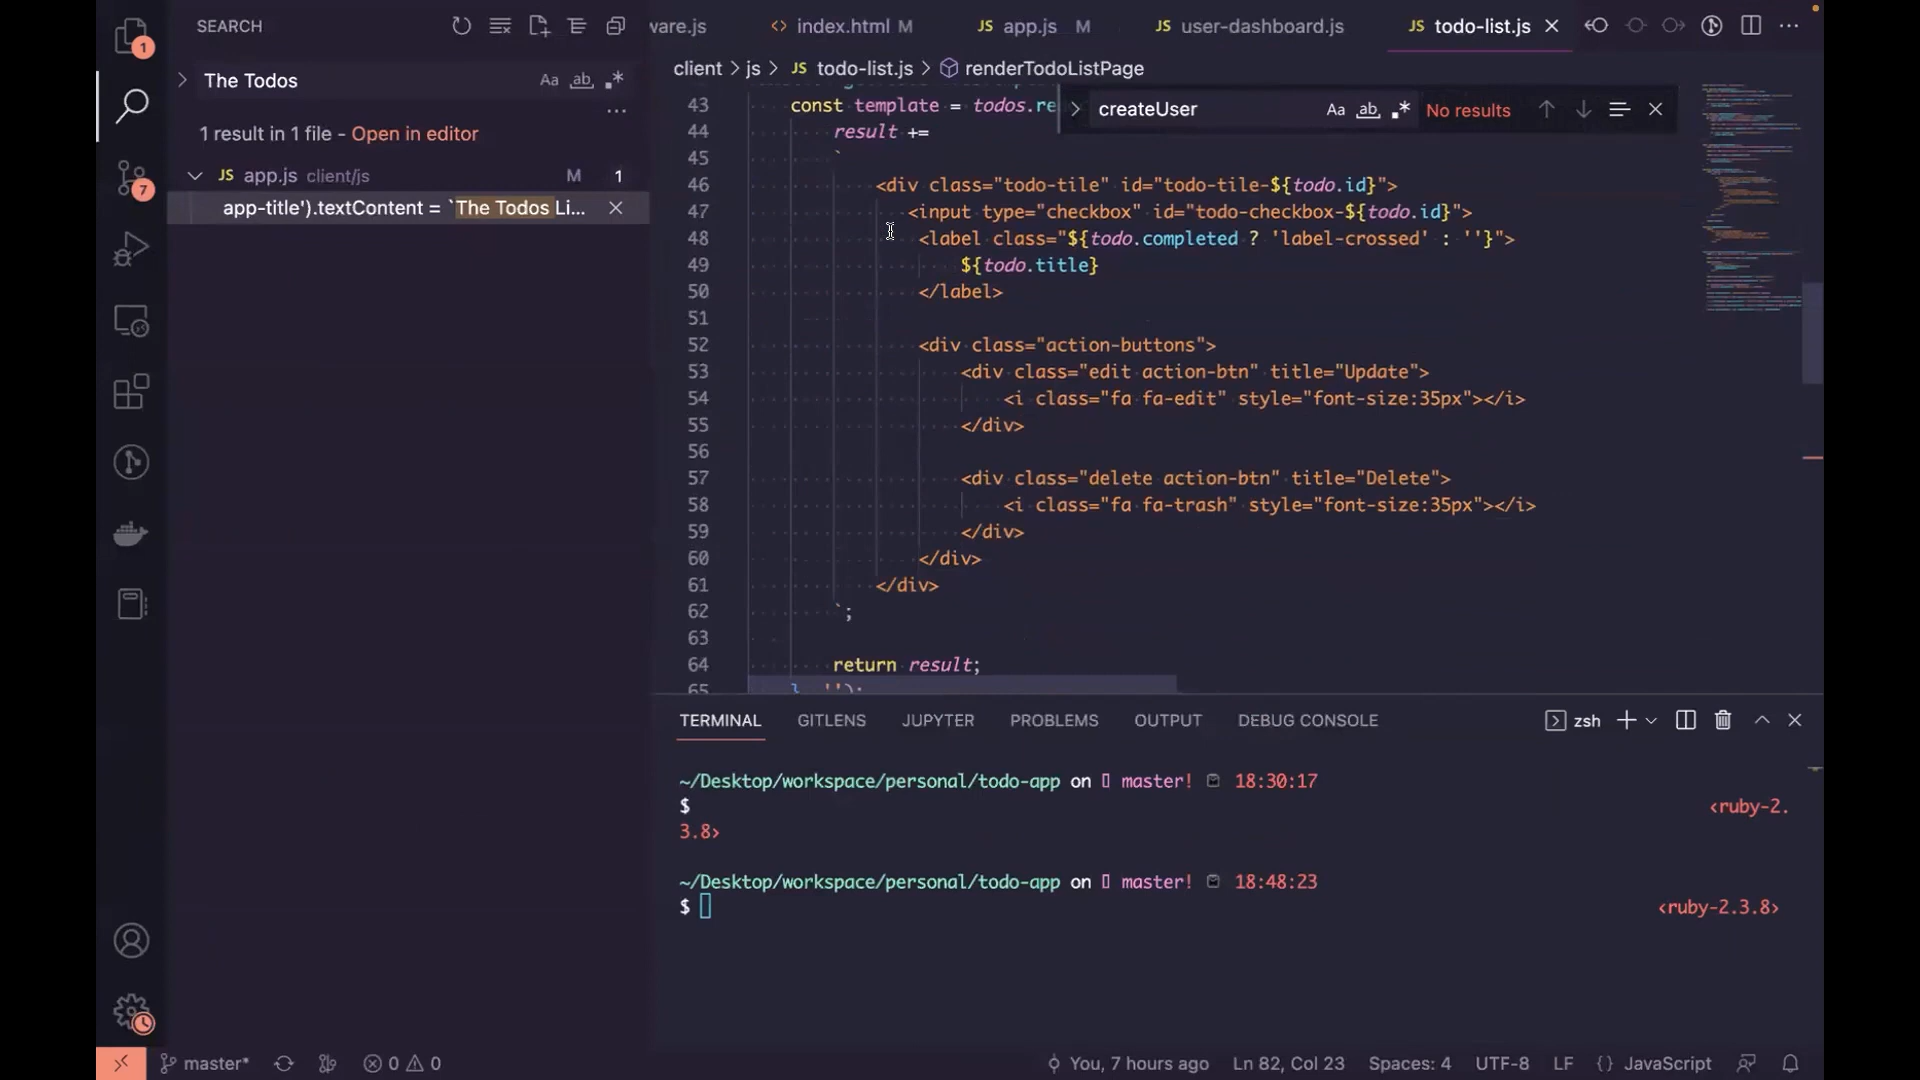 1
7
SEARCH
The Todos
Aa ab .*
...
1 result in 1 file - Open in editor
JS app.js client/js M 1
app-title').textContent = `The Todos Li...
ware.js
<> index.html M
JS app.js M
JS user-dashboard.js
JS todo-list.js
client > js > JS todo-list.js > renderTodoListPage
createUser
Aa ab .*
No results
43 const template = todos.re
44 result +=
45 `
46 <div class="todo-tile" id="todo-tile-${todo.id}">
47 <input type="checkbox" id="todo-checkbox-${todo.id}">
48 <label class="${todo.completed ? 'label-crossed' : ''}">
49 ${todo.title}
50 </label>
51
52 <div class="action-buttons">
53 <div class="edit action-btn" title="Update">
54 <i class="fa fa-edit" style="font-size:35px"></i>
55 </div>
56
57 <div class="delete action-btn" title="Delete">
58 <i class="fa fa-trash" style="font-size:35px"></i>
59 </div>
60 </div>
61 </div>
62 `;
63
64 return result;
65 }, '');
TERMINAL GITLENS JUPYTER PROBLEMS OUTPUT DEBUG CONSOLE
zsh
~/Desktop/workspace/personal/todo-app on master! 18:30:17
$ <ruby-2.
3.8>
~/Desktop/workspace/personal/todo-app on master! 18:48:23
$ <ruby-2.3.8>
master* 0 0
You, 7 hours ago Ln 82, Col 23 Spaces: 4 UTF-8 LF {} JavaScript